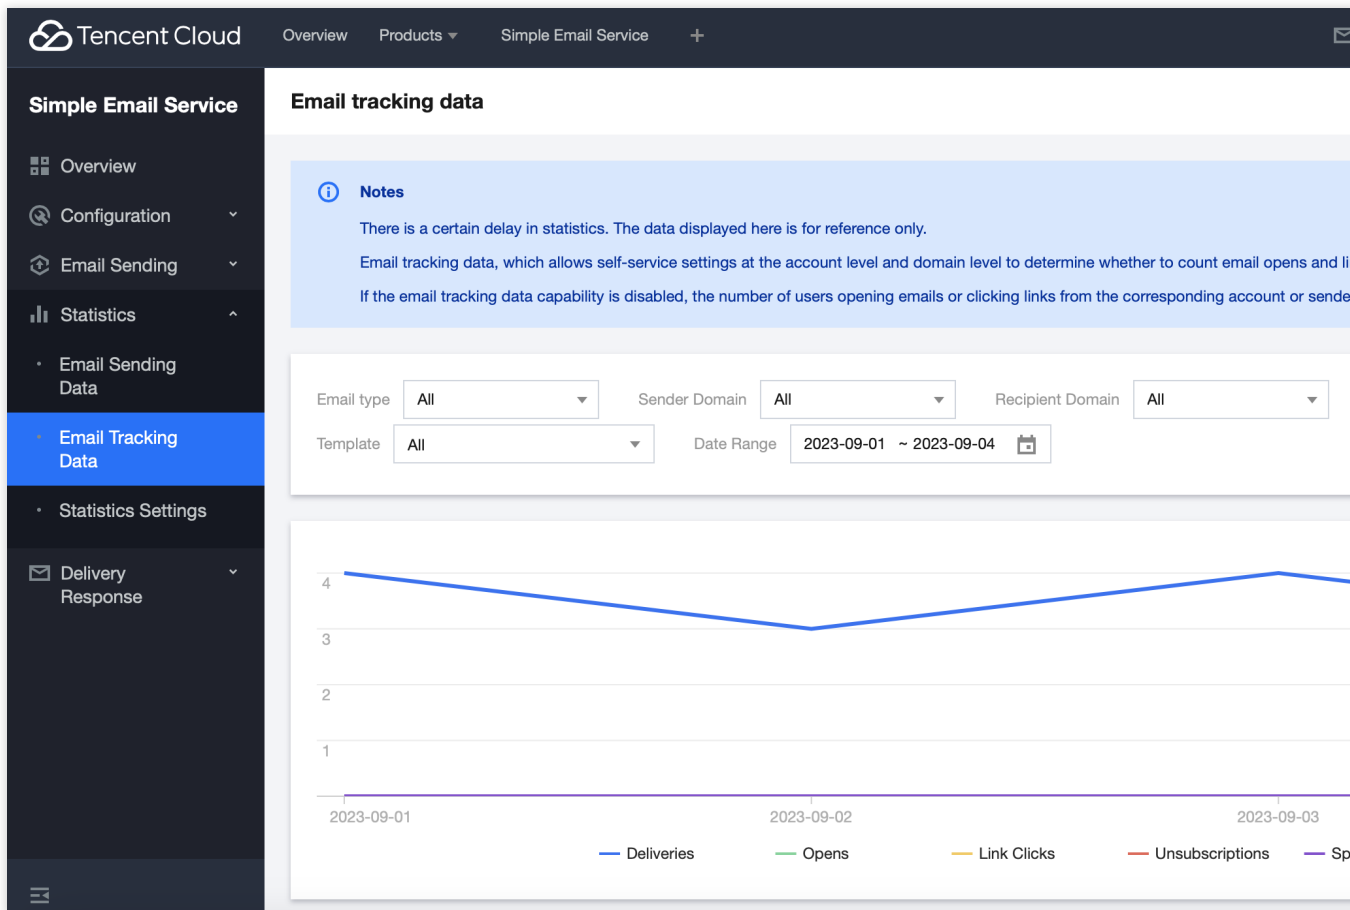 Tencent Cloud
Overview
Products
Simple Email Service
Simple Email Service
Overview
Configuration
Email Sending
Statistics
Email Sending
Data
Email Tracking
Data
Statistics Settings
Delivery
Response
Email tracking data
Notes
There is a certain delay in statistics. The data displayed here is for reference only.
Email tracking data, which allows self-service settings at the account level and domain level to determine whether to count email opens and li
If the email tracking data capability is disabled, the number of users opening emails or clicking links from the corresponding account or sende
Email type All Sender Domain All Recipient Domain All
Template All Date Range 2023-09-01 ~ 2023-09-04
4
3
2
1
2023-09-01 2023-09-02 2023-09-03
Deliveries Opens Link Clicks Unsubscriptions Sp